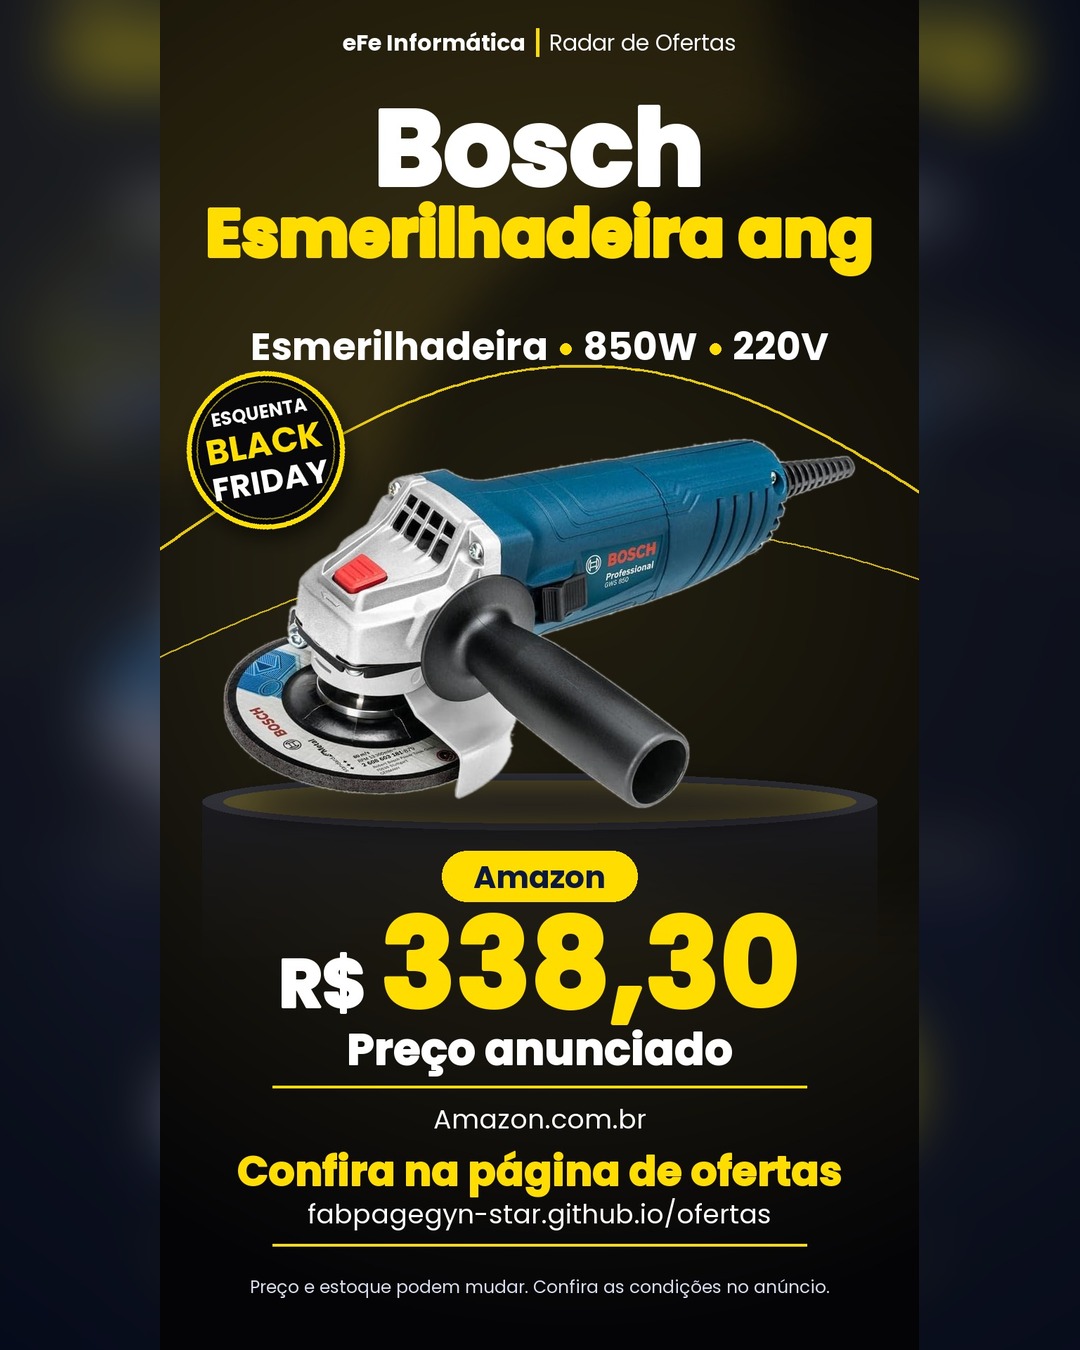 eFe Informática | Radar de Ofertas
Bosch
Esmerilhadeira ang
Esmerilhadeira • 850W • 220V
ESQUENTA
BLACK
FRIDAY
BOSCH
Professional
GWS 850
BOSCH
Amazon
R$ 338,30
Preço anunciado
Amazon.com.br
Confira na página de ofertas
fabpagegyn-star.github.io/ofertas
Preço e estoque podem mudar. Confira as condições no anúncio.